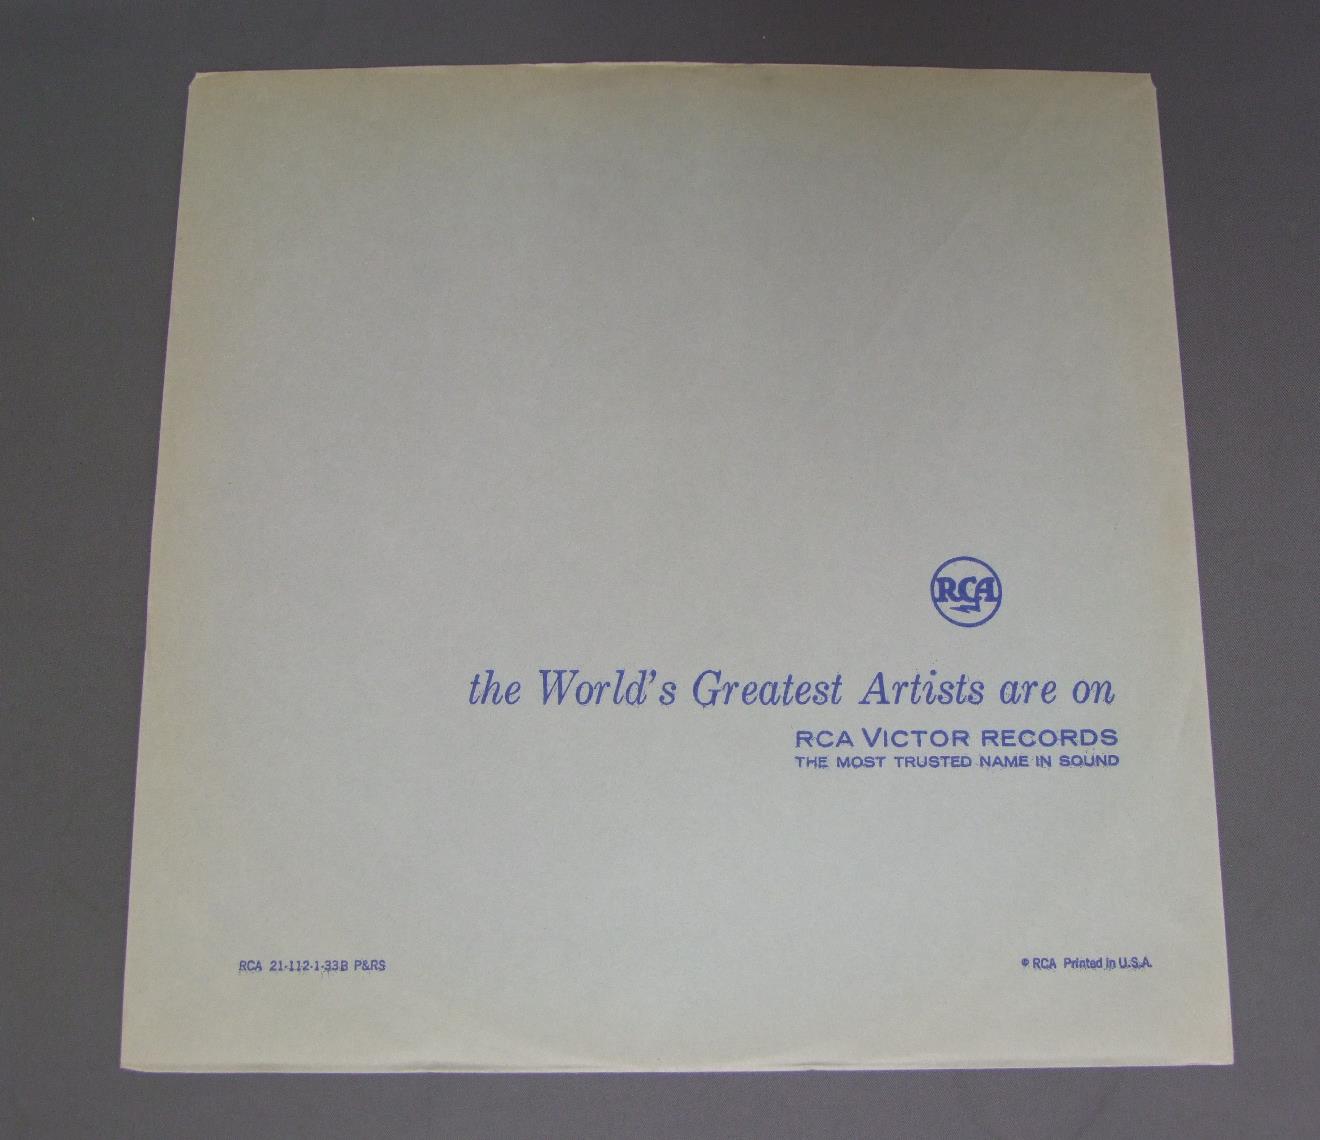 RCA
the World's Greatest Artists are on
RCA VICTOR RECORDS
THE MOST TRUSTED NAME IN SOUND
RCA 21-112-1-33B P&RS
© RCA Printed in U.S.A.